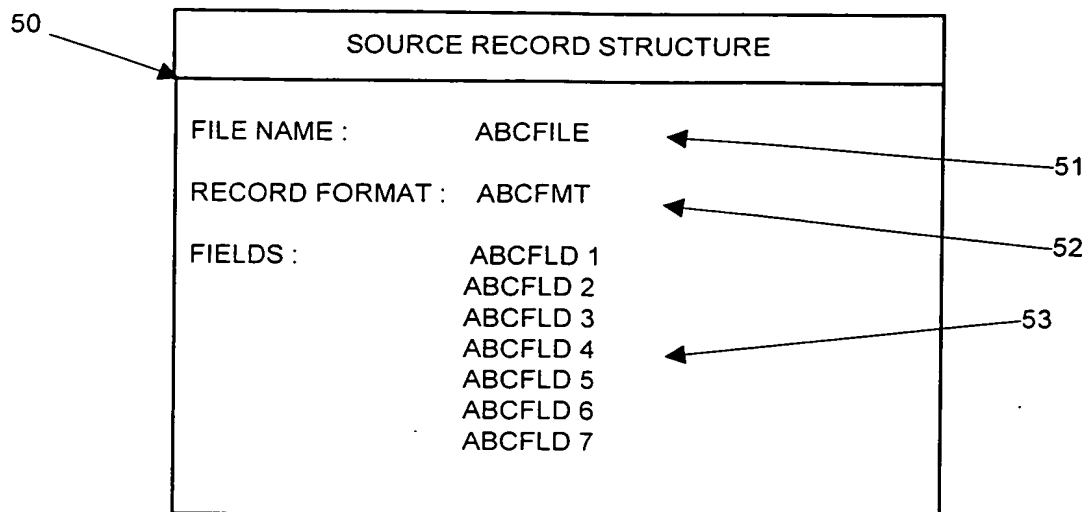 50
SOURCE RECORD STRUCTURE
FILE NAME : ABCFILE
51
RECORD FORMAT : ABCFMT
52
FIELDS : ABCFLD 1
ABCFLD 2
ABCFLD 3
53
ABCFLD 4
ABCFLD 5
ABCFLD 6
ABCFLD 7